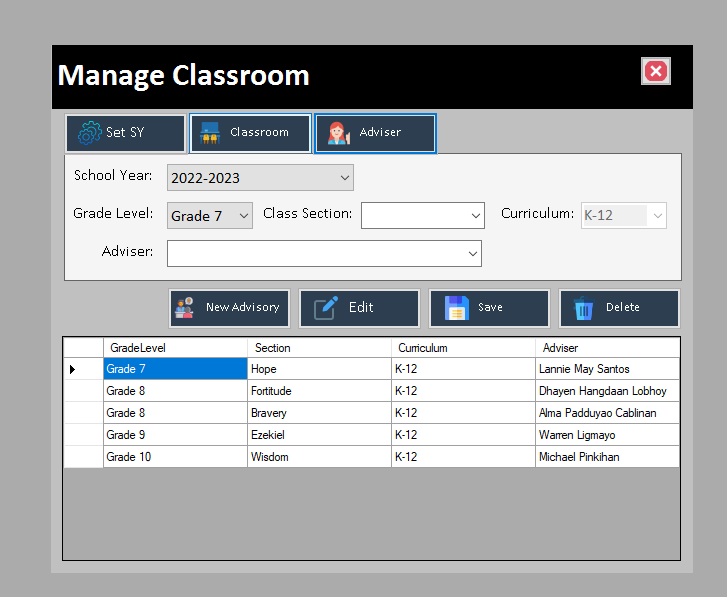 Manage Classroom
Set SY Classroom Adviser
School Year: 2022-2023
Grade Level: Grade 7 Class Section: Curriculum: K-12
Adviser:
New Advisory Edit Save Delete
GradeLevel Section Curriculum Adviser
Grade 7 Hope K-12 Lannie May Santos
Grade 8 Fortitude K-12 Dhayen Hangdaan Lobhoy
Grade 8 Bravery K-12 Alma Padduyao Cablinan
Grade 9 Ezekiel K-12 Warren Ligmayo
Grade 10 Wisdom K-12 Michael Pinkihan